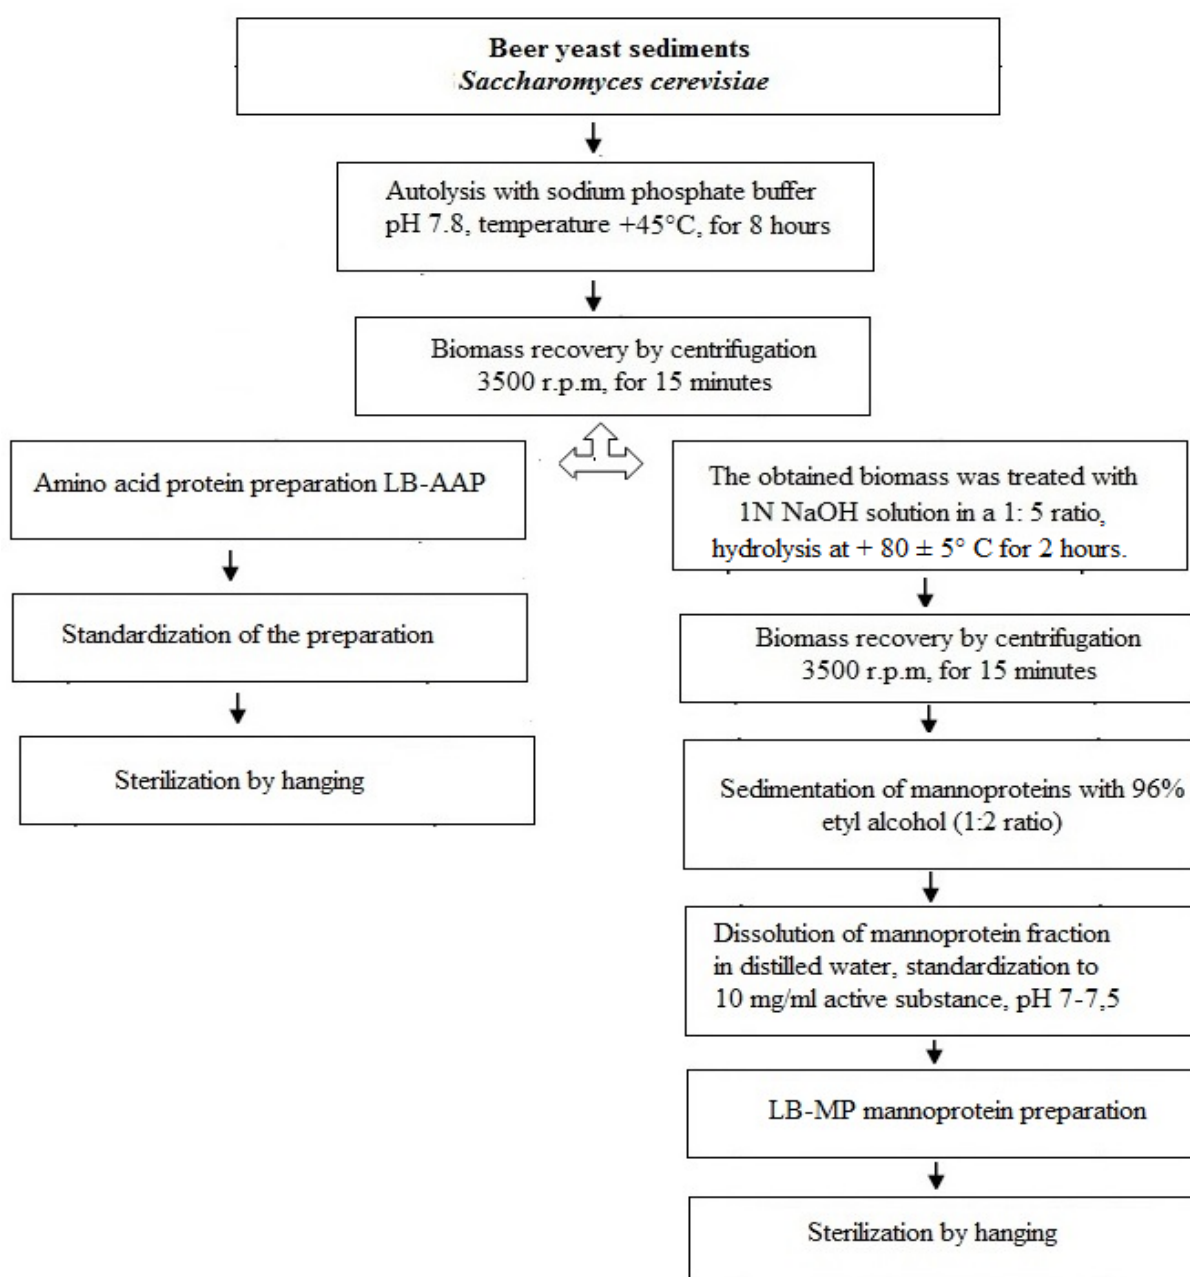 Beer yeast sediments
Saccharomyces cerevisiae
Autolysis with sodium phosphate buffer
pH 7.8, temperature +45°C, for 8 hours
Biomass recovery by centrifugation
3500 r.p.m, for 15 minutes
Amino acid protein preparation LB-AAP
Standardization of the preparation
Sterilization by hanging
The obtained biomass was treated with
1N NaOH solution in a 1: 5 ratio,
hydrolysis at + 80 ± 5° C for 2 hours.
Biomass recovery by centrifugation
3500 r.p.m, for 15 minutes
Sedimentation of mannoproteins with 96%
etyl alcohol (1:2 ratio)
Dissolution of mannoprotein fraction
in distilled water, standardization to
10 mg/ml active substance, pH 7-7,5
LB-MP mannoprotein preparation
Sterilization by hanging